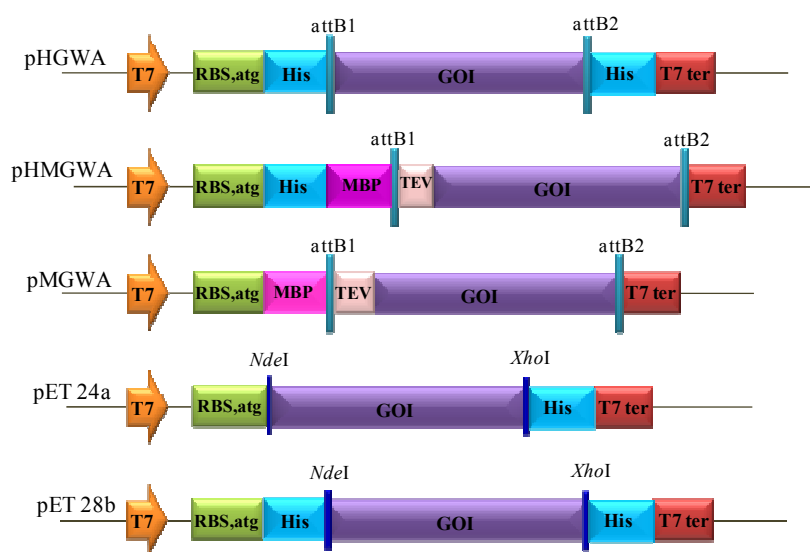 attB1 attB2
pHGWA T7 RBS,atg His GOI His T7 ter
attB1 attB2
pHMGWA T7 RBS,atg His MBP TEV GOI T7 ter
attB1 attB2
pMGWA T7 RBS,atg MBP TEV GOI T7 ter
NdeI XhoI
pET 24a T7 RBS,atg GOI His T7 ter
NdeI XhoI
pET 28b T7 RBS,atg His GOI His T7 ter